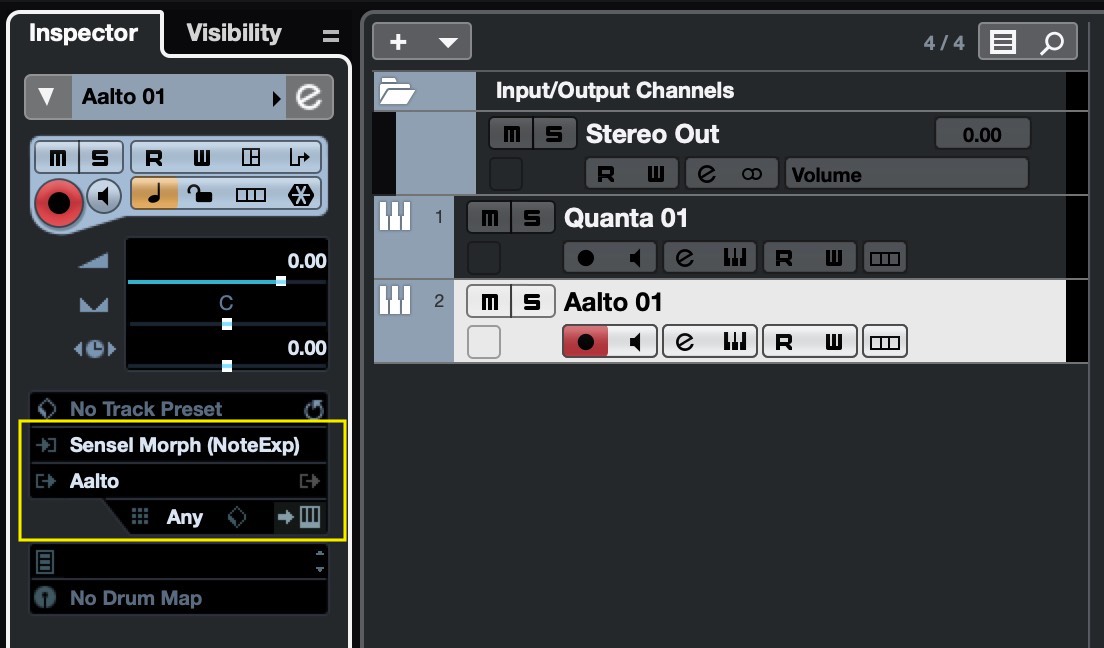 Inspector
Visibility
Aalto 01
M S R W
0.00
C
0.00
No Track Preset
Sensel Morph (NoteExp)
Aalto
Any
No Drum Map
+ 4 / 4
Input/Output Channels
M S Stereo Out 0.00
R W e Volume
1 M S Quanta 01
e R W
2 M S Aalto 01
e R W